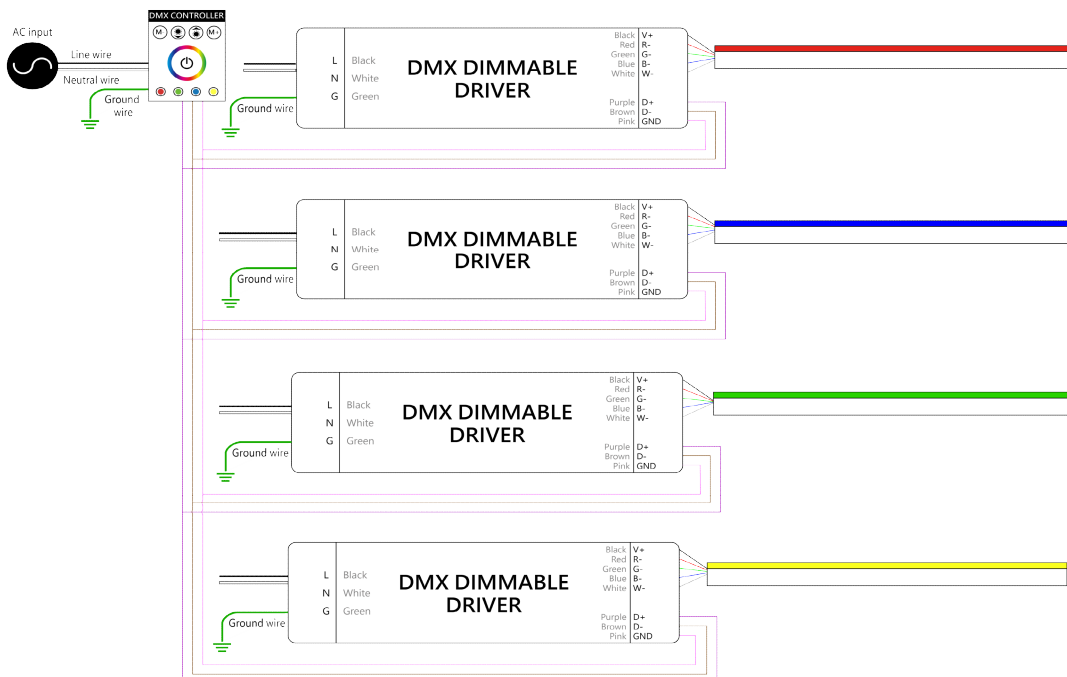 DMX CONTROLLER
M- M+
AC input
Line wire
Neutral wire
Ground
wire
L Black
N White
G Green
Ground wire
DMX DIMMABLE
DRIVER
Black V+
Red R-
Green G-
Blue B-
White W-
Purple D+
Brown D-
Pink GND
L Black
N White
G Green
Ground wire
DMX DIMMABLE
DRIVER
Black V+
Red R-
Green G-
Blue B-
White W-
Purple D+
Brown D-
Pink GND
L Black
N White
G Green
Ground wire
DMX DIMMABLE
DRIVER
Black V+
Red R-
Green G-
Blue B-
White W-
Purple D+
Brown D-
Pink GND
L Black
N White
G Green
Ground wire
DMX DIMMABLE
DRIVER
Black V+
Red R-
Green G-
Blue B-
White W-
Purple D+
Brown D-
Pink GND